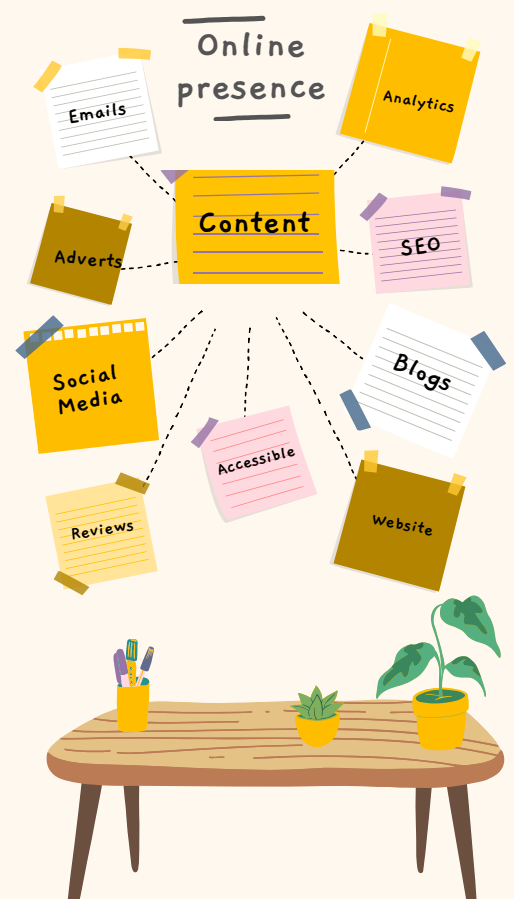 Online
presence
Emails
Analytics
Content
Adverts
SEO
Social
Media
Blogs
Accessible
Reviews
Website